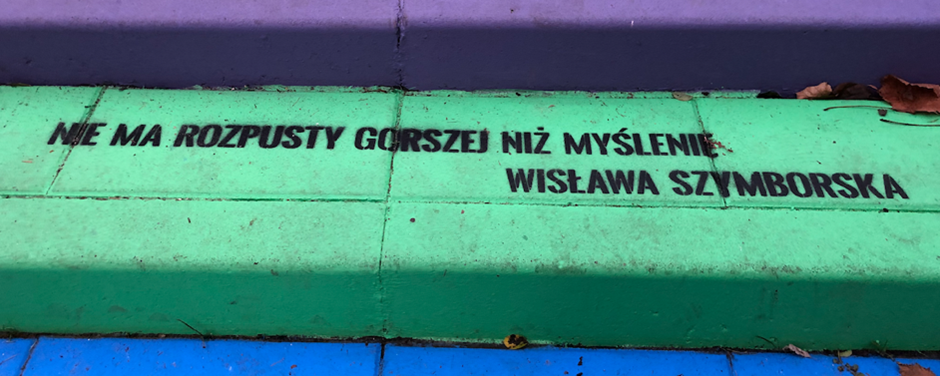 NIE MA ROZPUSTY GORSZEJ NIŻ MYŚLENIE
WISŁAWA SZYMBORSKA